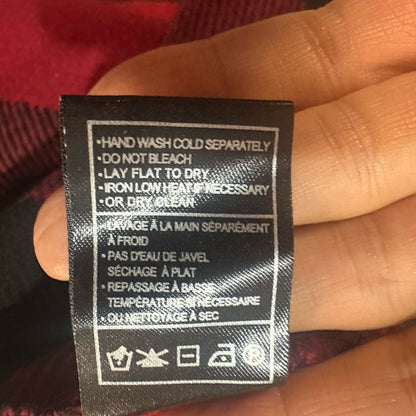 •HAND WASH COLD SEPARATELY
•DO NOT BLEACH
•LAY FLAT TO DRY
•IRON LOW HEAT IF NECESSARY
•OR DRY CLEAN
•LAVAGE À LA MAIN SÉPARÉMENT
À FROID
•PAS D'EAU DE JAVEL
SÉCHAGE À PLAT
•REPASSAGE À BASSE
TEMPÉRATURE SI NÉCESSAIRE
•OU NETTOYAGE À SEC